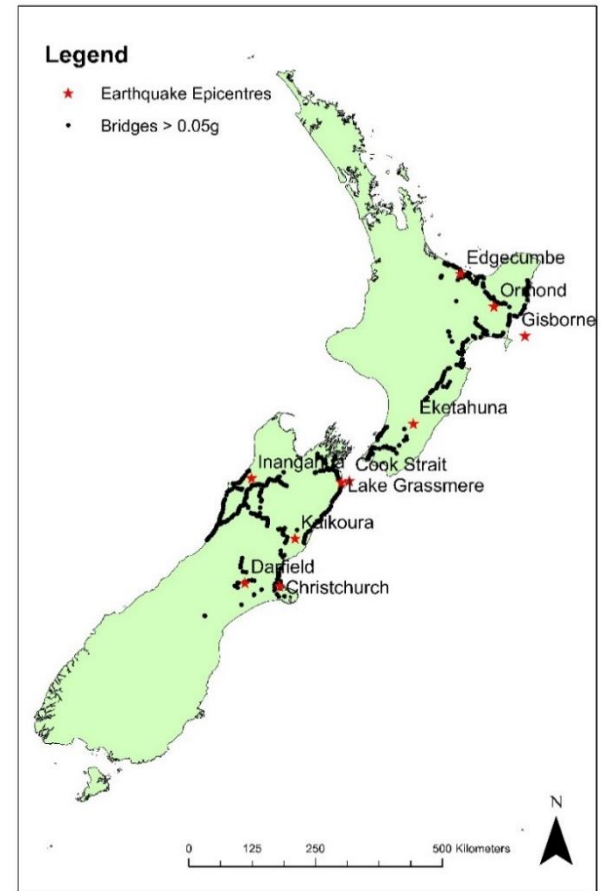 Legend
Earthquake Epicentres
Bridges > 0.05g
Edgecumbe
Ormond
Gisborne
Eketahuna
Inangahua
Cook Strait
Lake Grassmere
Kaikoura
Darfield
Christchurch
N
0 125 250 500 Kilometers